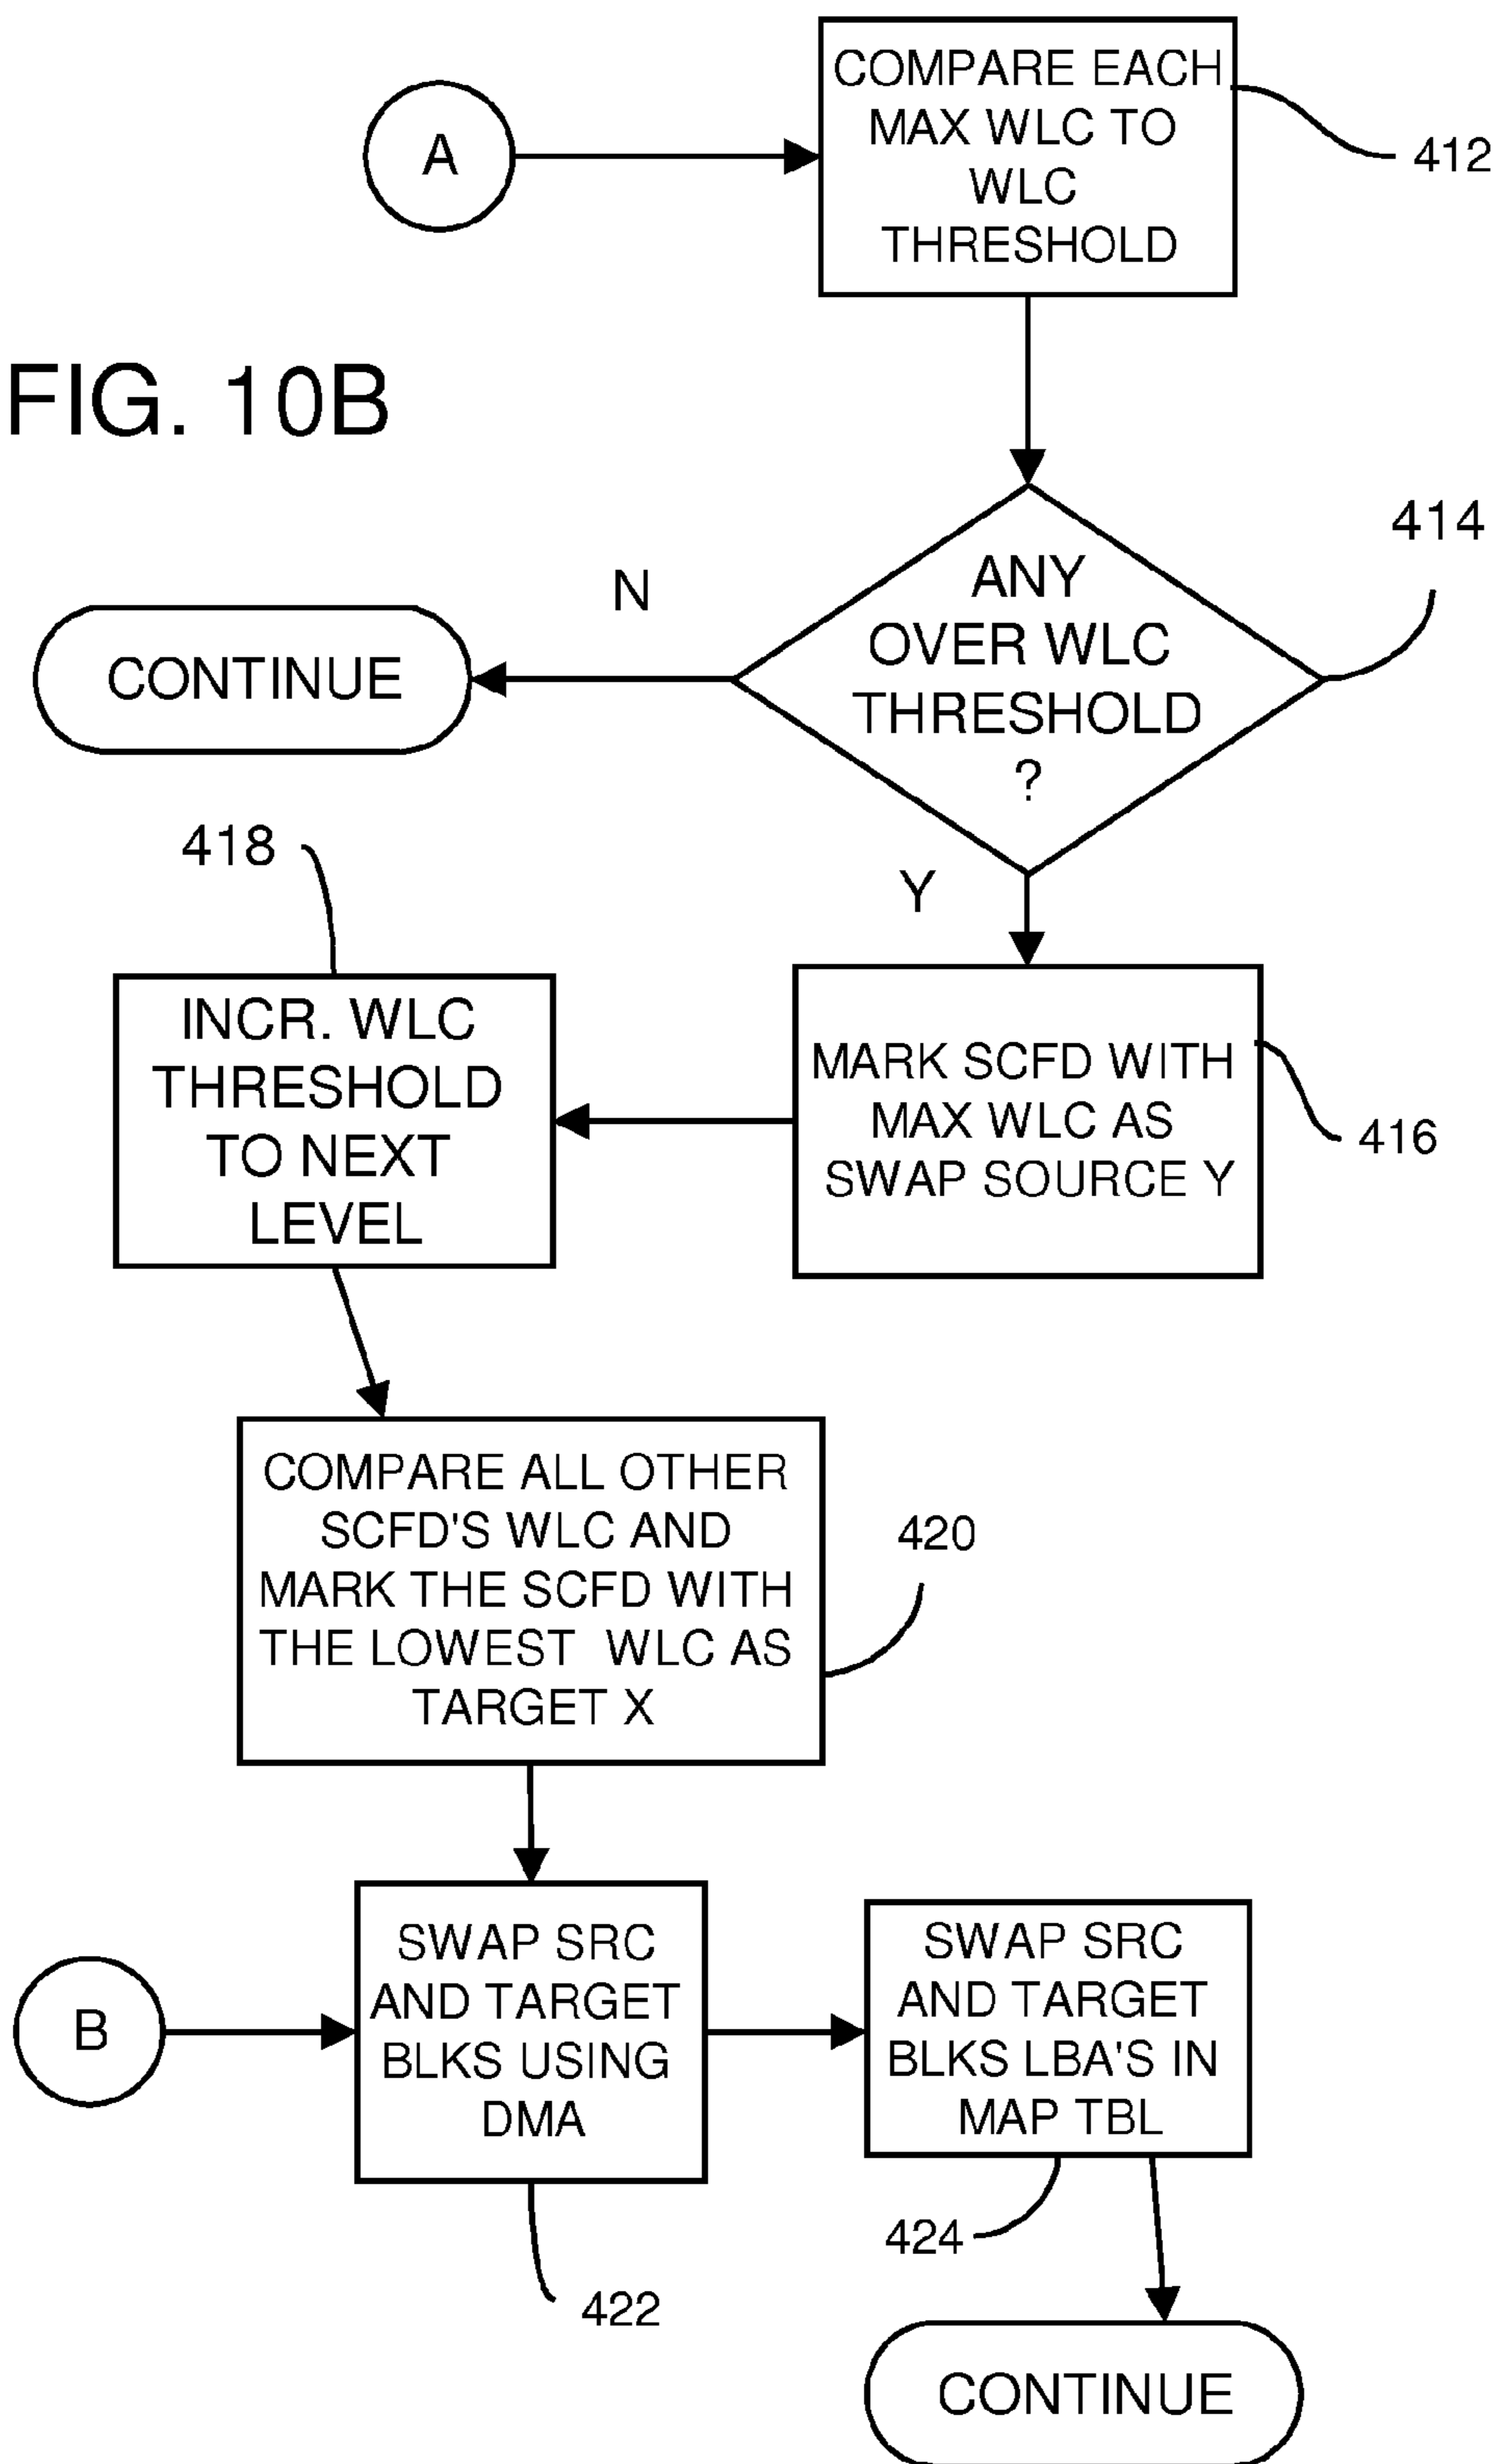 COMPARE EACH
MAX WLC TO
WLC
THRESHOLD
412
A
FIG. 10B
414
ANY
OVER WLC
THRESHOLD
?
N
CONTINUE
Y
418
INCR. WLC
THRESHOLD
TO NEXT
LEVEL
MARK SCFD WITH
MAX WLC AS
SWAP SOURCE Y
416
COMPARE ALL OTHER
SCFD'S WLC AND
MARK THE SCFD WITH
THE LOWEST WLC AS
TARGET X
420
B
SWAP SRC
AND TARGET
BLKS USING
DMA
422
SWAP SRC
AND TARGET
BLKS LBA'S IN
MAP TBL
424
CONTINUE